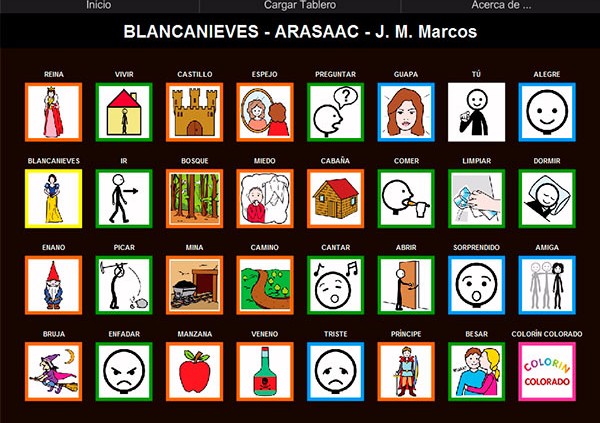 Inicio
Cargar Tablero
Acerca de ...
BLANCANIEVES - ARASAAC - J. M. Marcos
REINA
VIVIR
CASTILLO
ESPEJO
PREGUNTAR
GUAPA
TÚ
ALEGRE
?
BLANCANIEVES
IR
BOSQUE
MIEDO
CABAÑA
COMER
LIMPIAR
DORMIR
ENANO
PICAR
MINA
CAMINO
CANTAR
ABRIR
SORPRENDIDO
AMIGA
BRUJA
ENFADAR
MANZANA
VENENO
TRISTE
PRÍNCIPE
BESAR
COLORÍN COLORADO
COLORIN
COLORADO